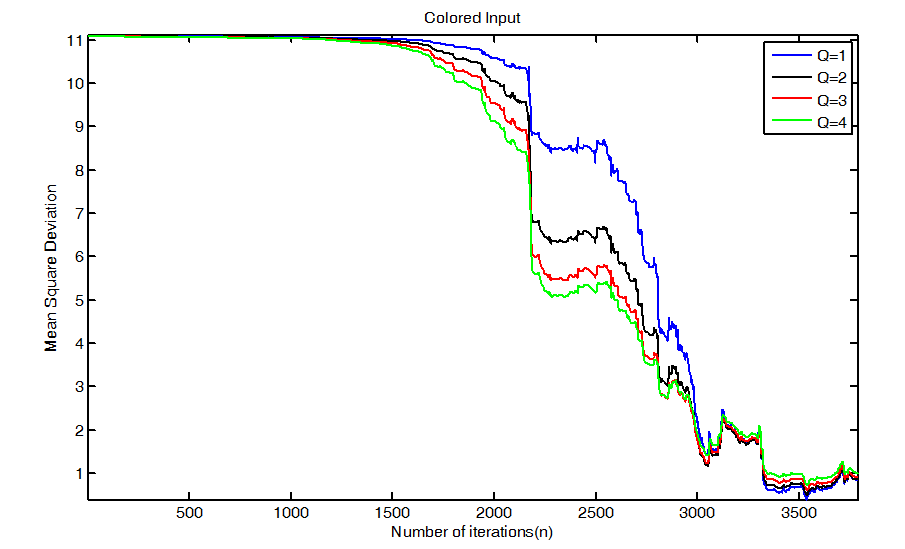 Colored Input
11
10
9
8
7
6
5
4
3
2
1
Mean Square Deviation
Q=1
Q=2
Q=3
Q=4
500
1000
1500
2000
2500
3000
3500
Number of iterations(n)